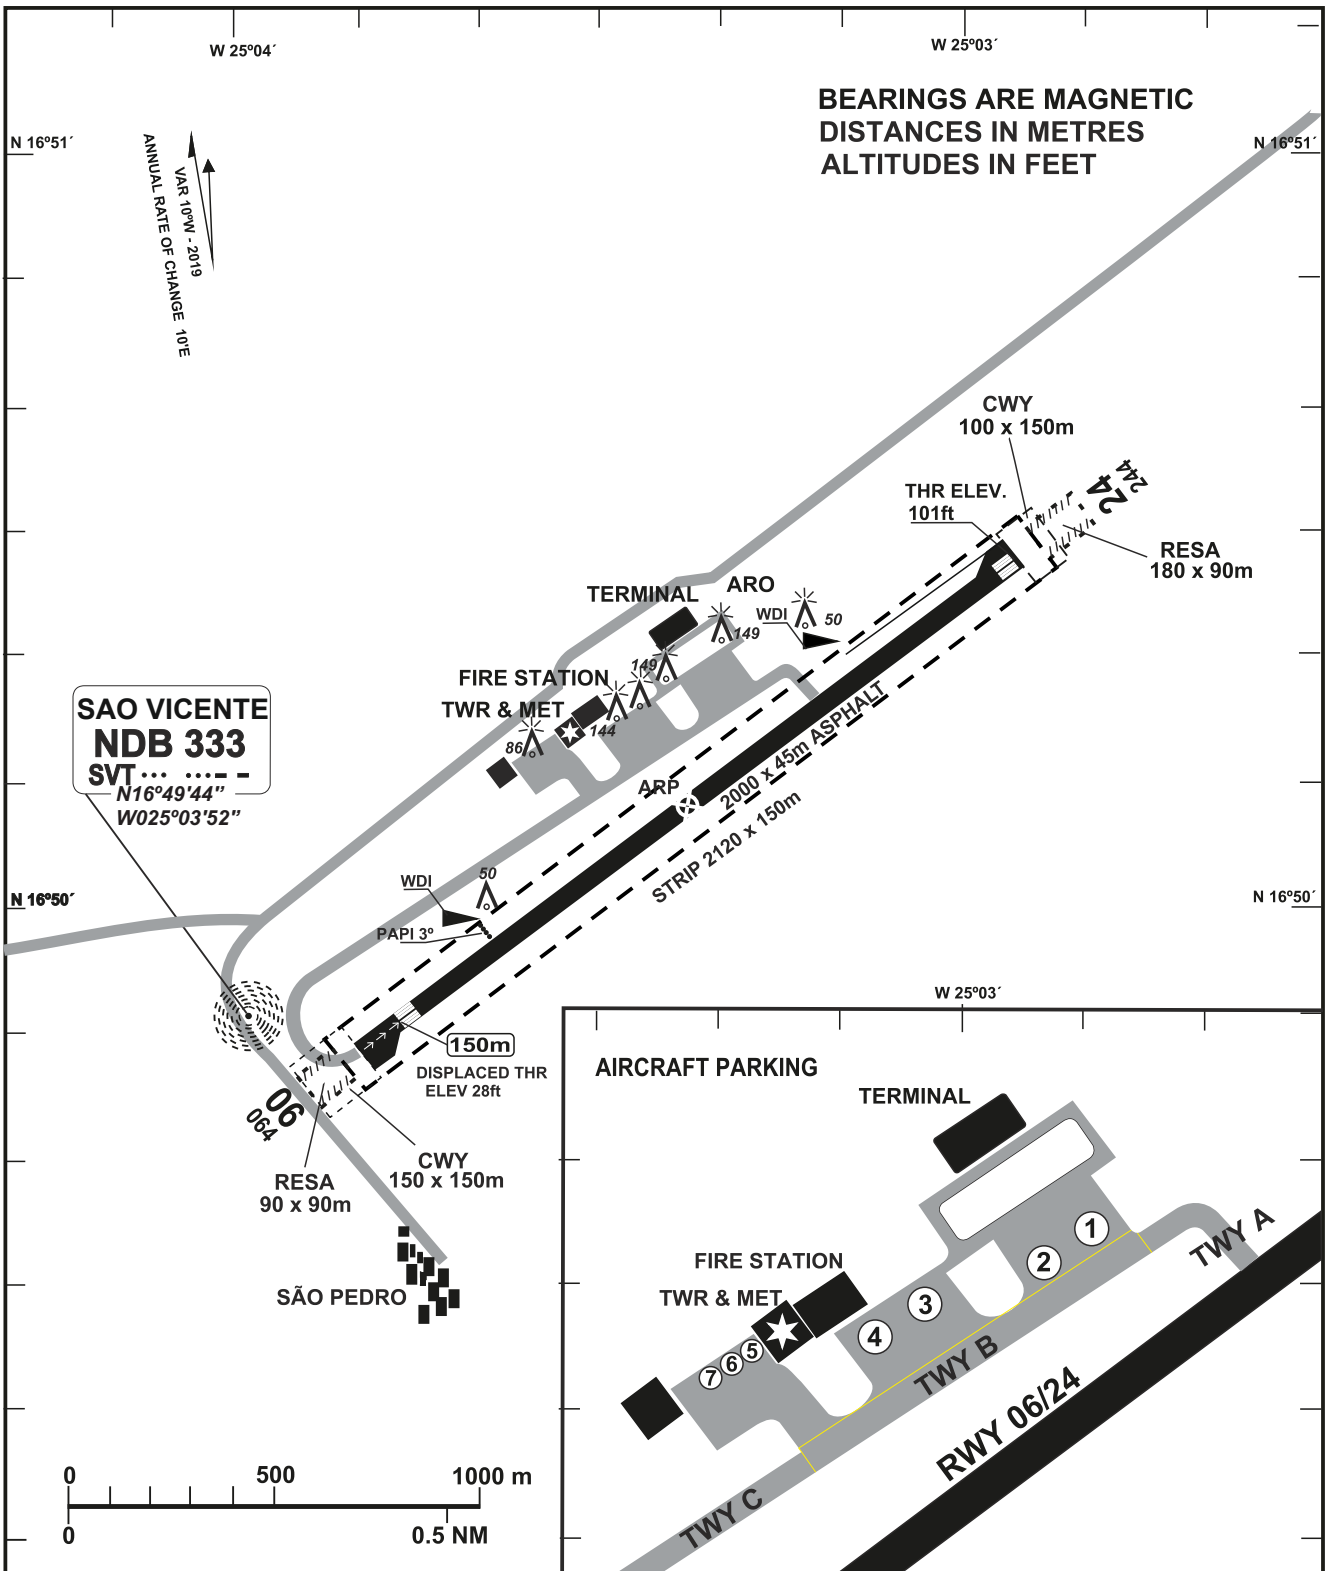 W 25º04´
W 25º03´
BEARINGS ARE MAGNETIC
DISTANCES IN METRES
ALTITUDES IN FEET
N 16º51´
N 16º51´
VAR 10ºW - 2019
ANNUAL RATE OF CHANGE 10'E
CWY
100 x 150m
244
24
THR ELEV.
101ft
RESA
180 x 90m
TERMINAL
ARO
WDI
50
149
149
FIRE STATION
TWR & MET
144
86
SAO VICENTE
NDB 333
SVT
N16º49'44”
W025º03'52”
ARP
2000 x 45m ASPHALT
STRIP 2120 x 150m
50
WDI
PAPI 3º
N 16º50´
N 16º50´
150m
DISPLACED THR
ELEV 28ft
06
064
CWY
150 x 150m
RESA
90 x 90m
SÃO PEDRO
0
500
1000 m
0
0.5 NM
W 25º03´
AIRCRAFT PARKING
TERMINAL
FIRE STATION
TWR & MET
1
2
3
4
5
6
7
TWY A
TWY B
TWY C
RWY 06/24